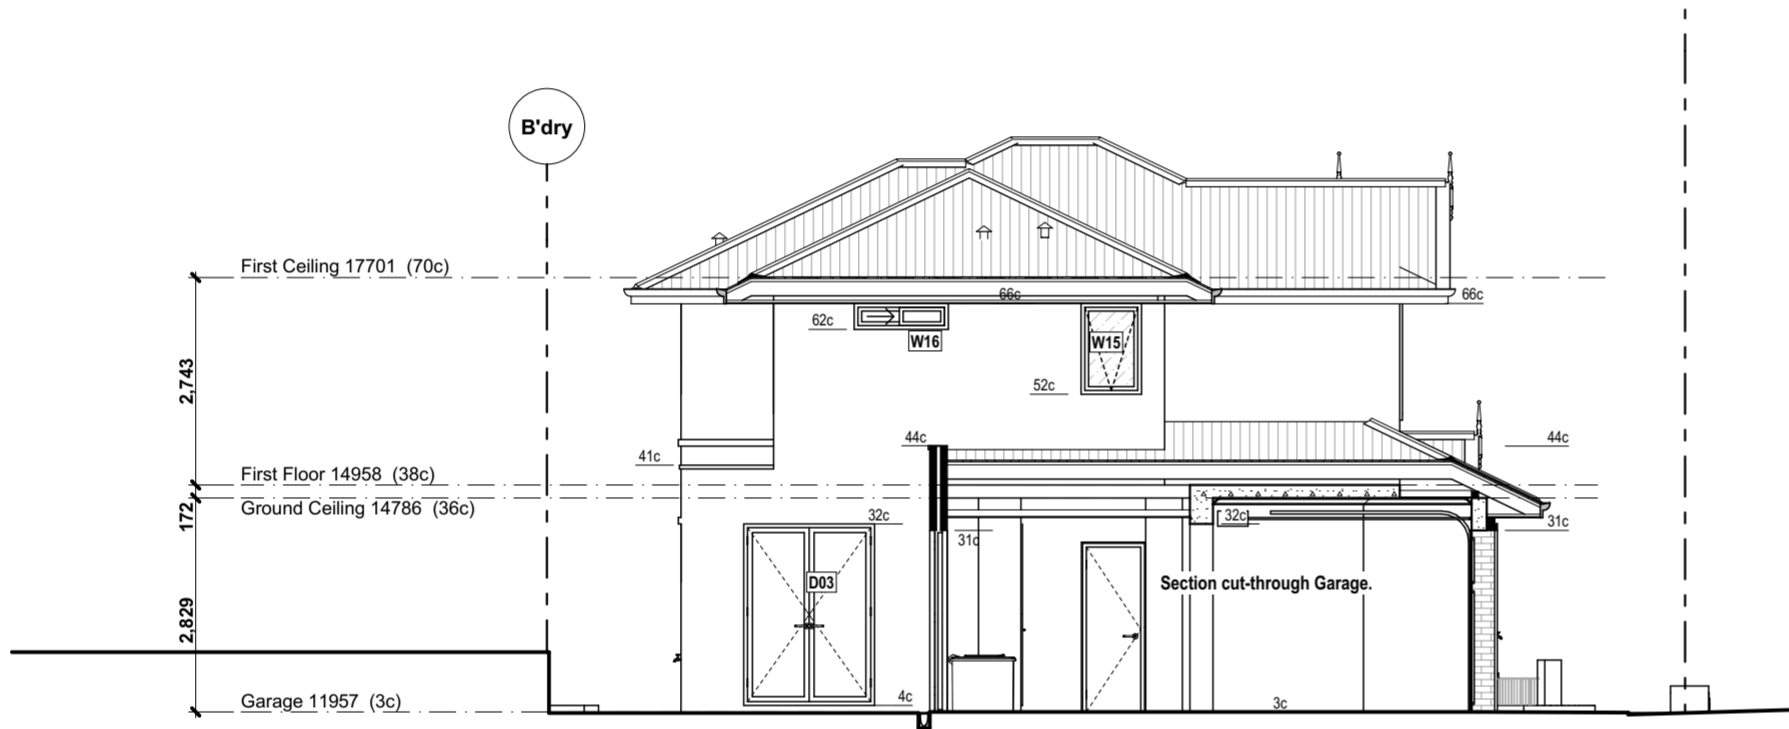 B'dry
First Ceiling 17701 (70c)
66c
66c
62c
W16
W15
2,743
52c
44c
44c
41c
First Floor 14958 (38c)
172
Ground Ceiling 14786 (36c)
32c
32c
31c
31c
D03
Section cut-through Garage.
2,829
Garage 11957 (3c)
4c
3c